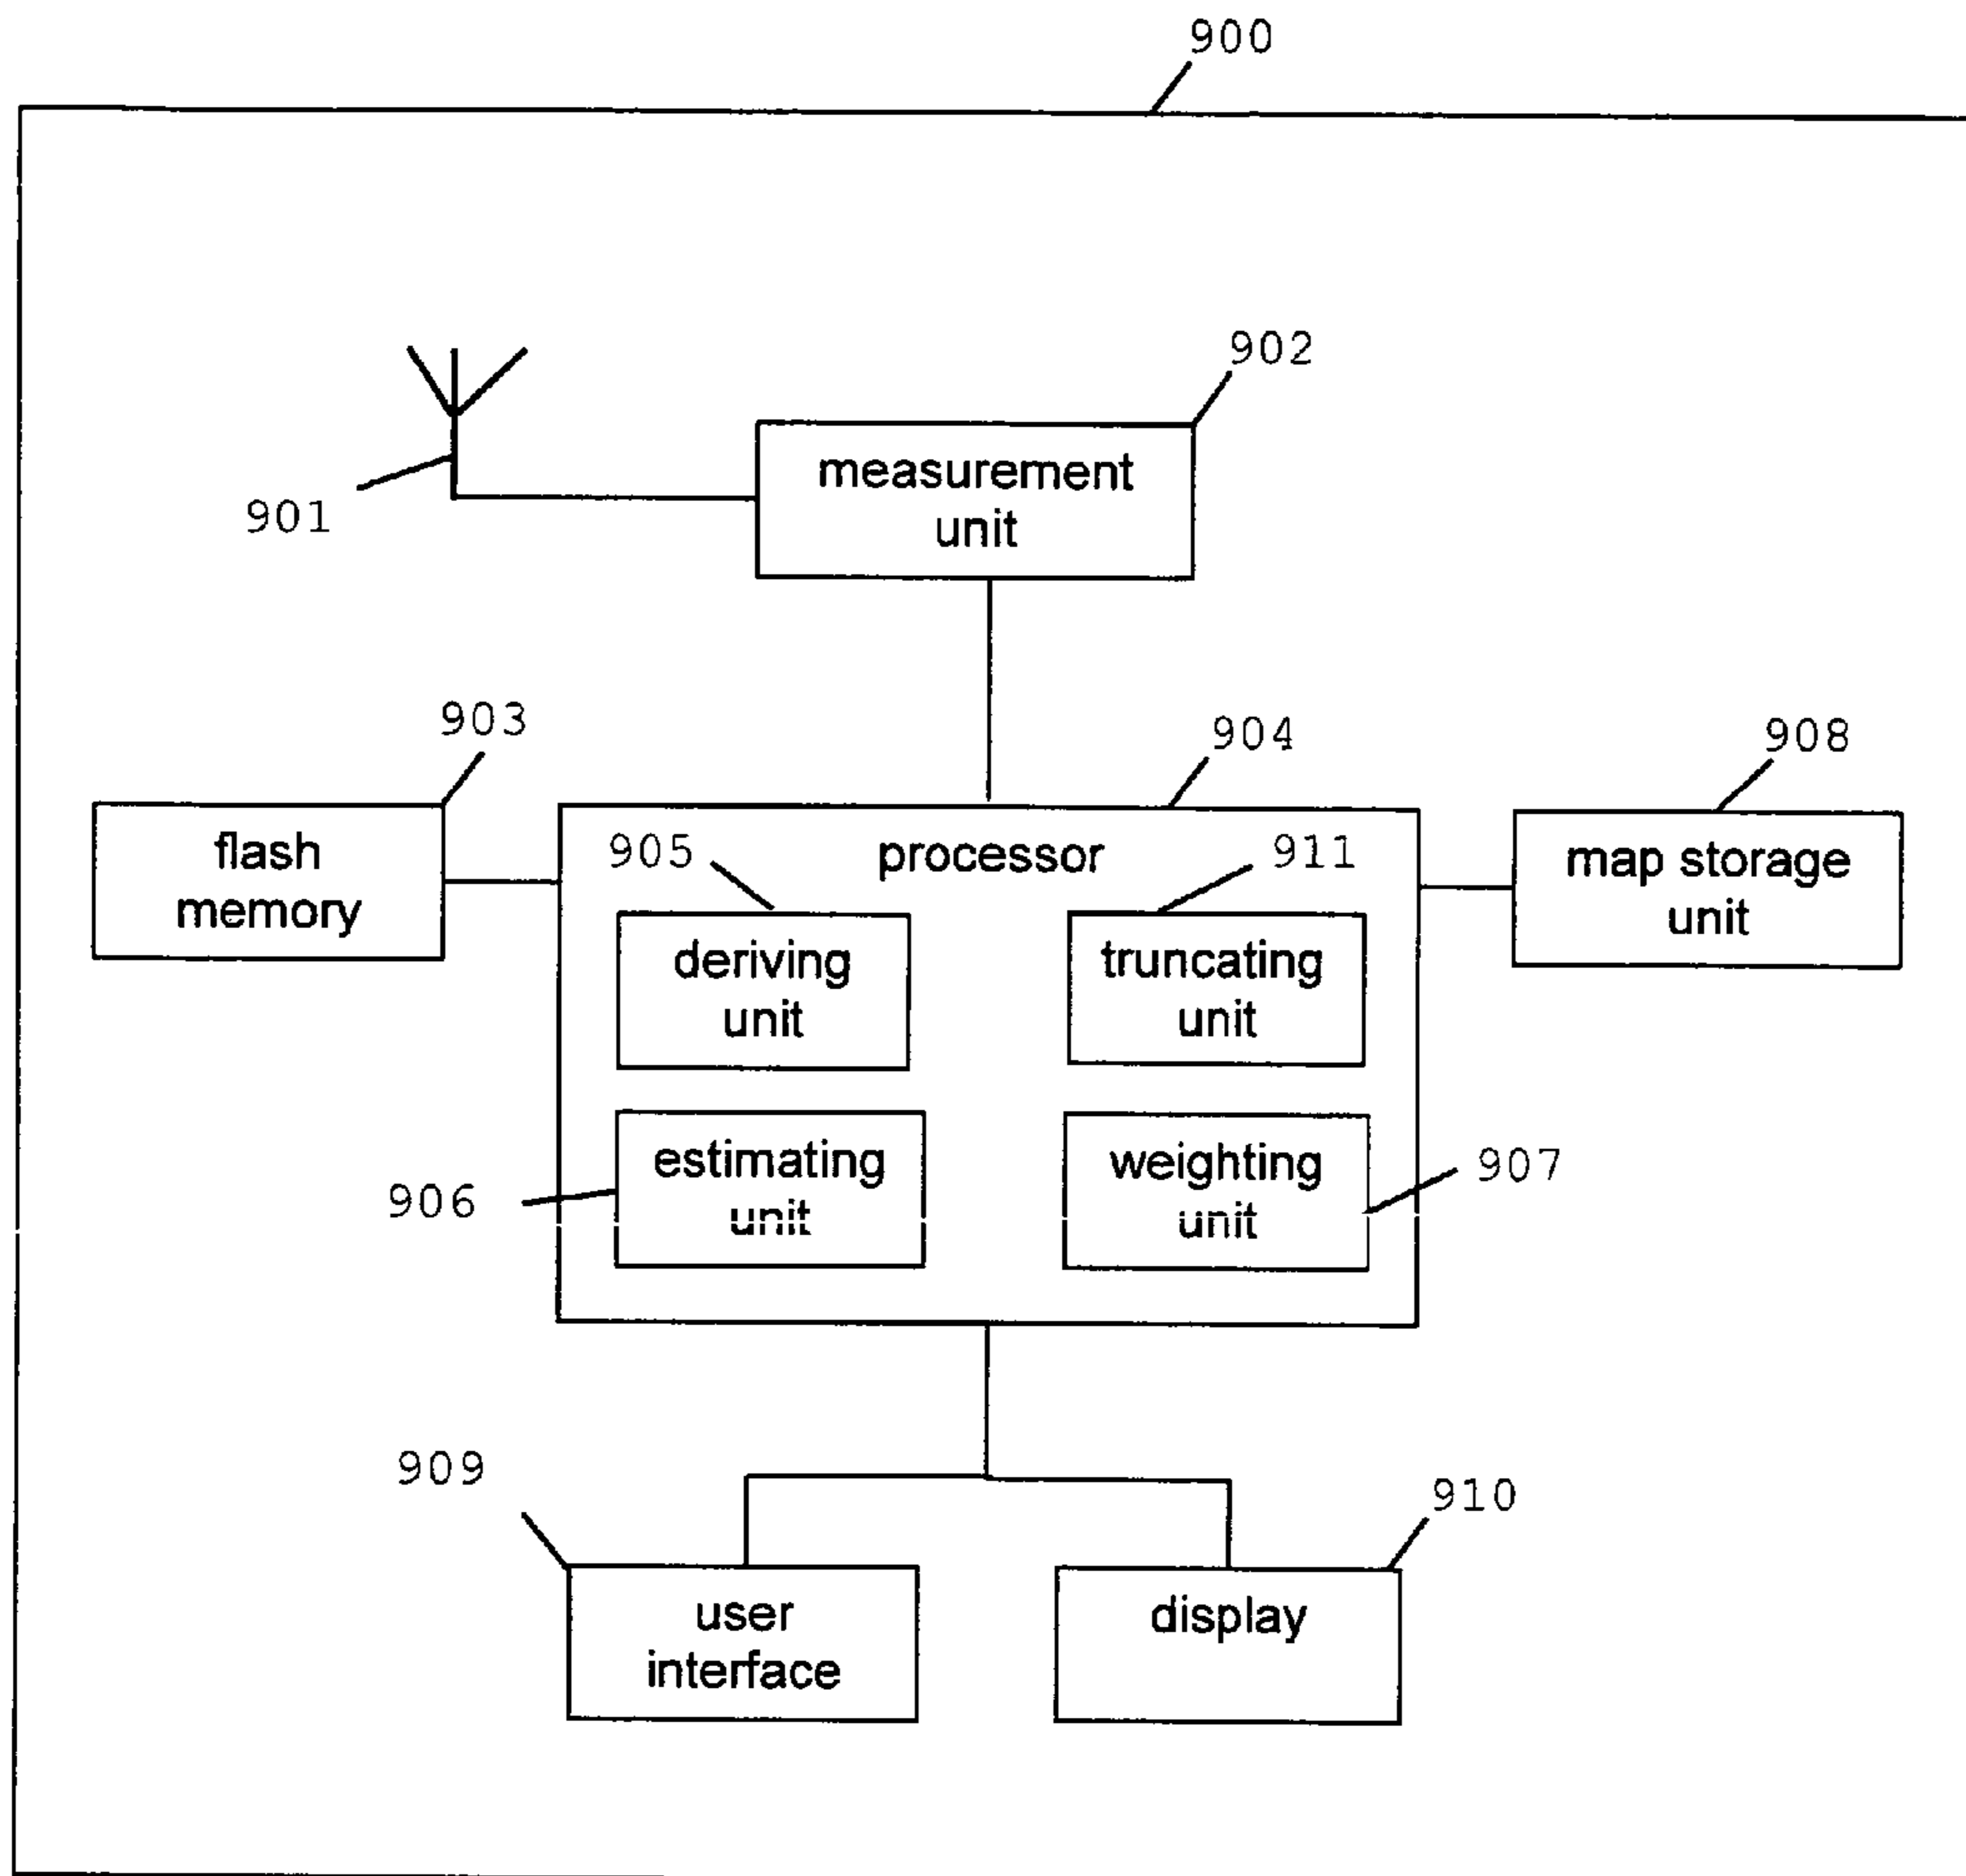 900
902
measurement
unit
901
903
904
908
flash
memory
905
processor
911
map storage
unit
deriving
unit
truncating
unit
estimating
unit
906
weighting
unit
907
909
910
user
interface
display